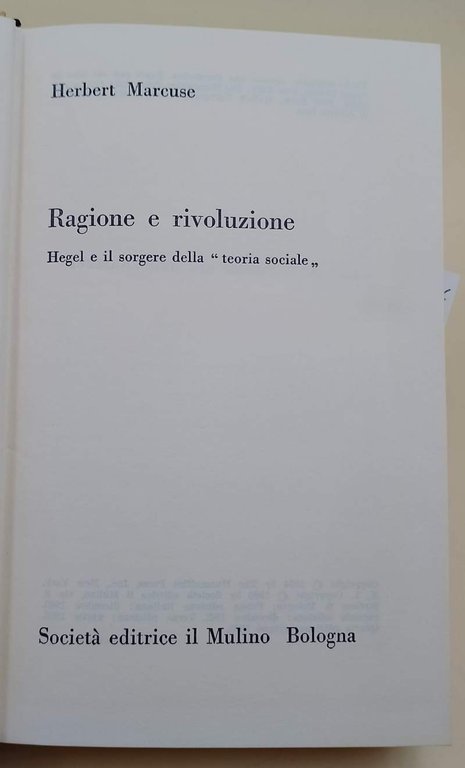 Herbert Marcuse
Ragione e rivoluzione
Hegel e il sorgere della “ teoria sociale „
Società editrice il Mulino Bologna